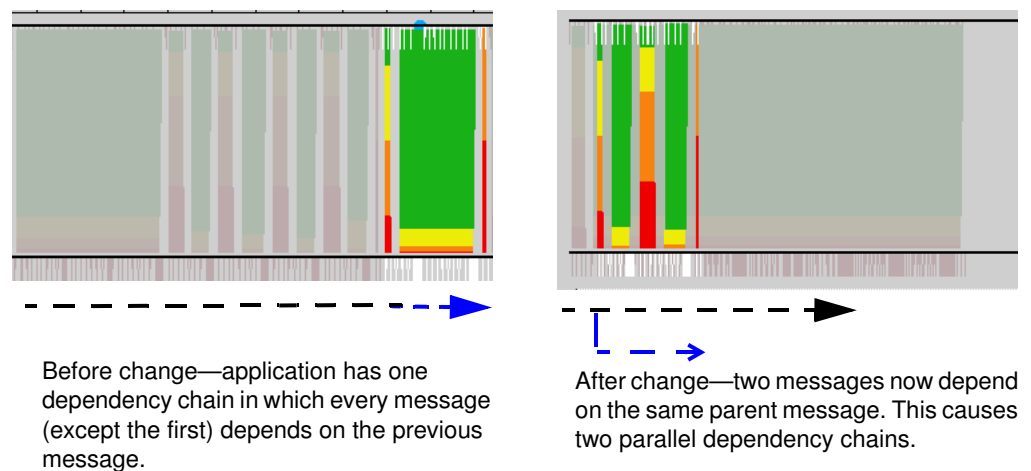 Before change—application has one
dependency chain in which every message
(except the first) depends on the previous
message.
After change—two messages now depend
on the same parent message. This causes
two parallel dependency chains.